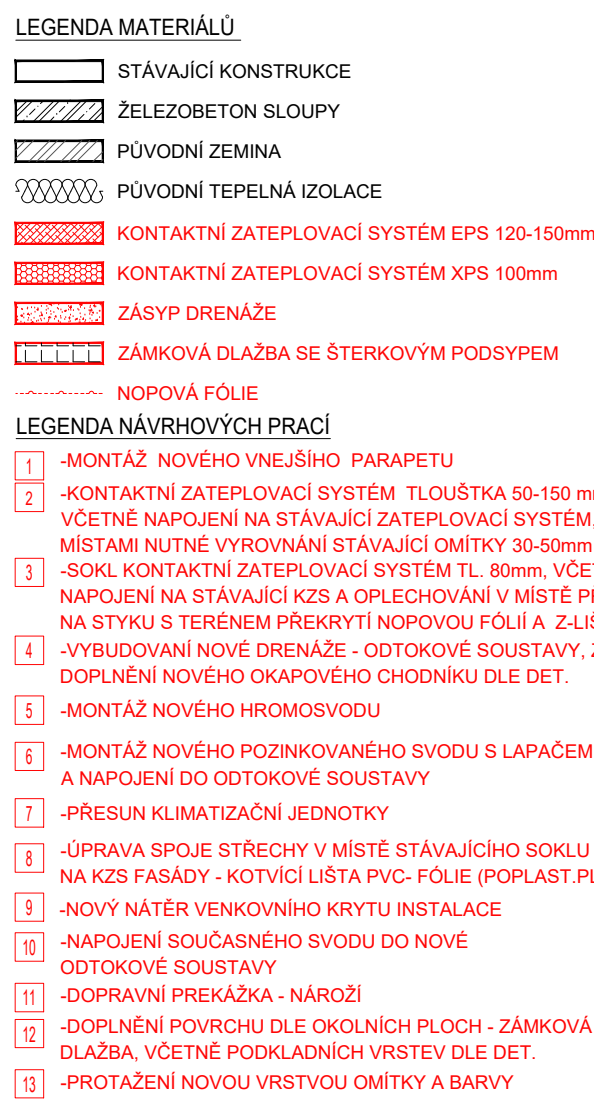 LEGENDA MATERIÁLŮ
STÁVAJÍCÍ KONSTRUKCE
ŽELEZOBETON SLOUPY
PŮVODNÍ ZEMINA
PŮVODNÍ TEPELNÁ IZOLACE
KONTAKTNÍ ZATEPLOVACÍ SYSTÉM EPS 120-150mm
KONTAKTNÍ ZATEPLOVACÍ SYSTÉM XPS 100mm
ZÁSYP DRENÁŽE
ZÁMKOVÁ DLAŽBA SE ŠTERKOVÝM PODSYPEM
NOPOVÁ FÓLIE
LEGENDA NÁVRHOVÝCH PRACÍ
1 -MONTÁŽ NOVÉHO VNEJŠÍHO PARAPETU
2 -KONTAKTNÍ ZATEPLOVACÍ SYSTÉM TLOUŠTKA 50-150 m
VČETNĚ NAPOJENÍ NA STÁVAJÍCÍ ZATEPLOVACÍ SYSTÉM,
MÍSTAMI NUTNÉ VYROVNÁNÍ STÁVAJÍCÍ OMÍTKY 30-50mm
3 -SOKL KONTAKTNÍ ZATEPLOVACÍ SYSTÉM TL. 80mm, VČET
NAPOJENÍ NA STÁVAJÍCÍ KZS A OPLECHOVÁNÍ V MÍSTĚ P
NA STYKU S TERÉNEM PŘEKRYTÍ NOPOVOU FÓLIÍ A Z-LIŠ
4 -VYBUDOVANÍ NOVÉ DRENÁŽE - ODTOKOVÉ SOUSTAVY, Z
DOPLNĚNÍ NOVÉHO OKAPOVÉHO CHODNÍKU DLE DET.
5 -MONTÁŽ NOVÉHO HROMOSVODU
6 -MONTÁŽ NOVÉHO POZINKOVANÉHO SVODU S LAPAČEM
A NAPOJENÍ DO ODTOKOVÉ SOUSTAVY
7 -PŘESUN KLIMATIZAČNÍ JEDNOTKY
8 -ÚPRAVA SPOJE STŘECHY V MÍSTĚ STÁVAJÍCÍHO SOKLU
NA KZS FASÁDY - KOTVÍCÍ LIŠTA PVC- FÓLIE (POPLAST.PL
9 -NOVÝ NÁTĚR VENKOVNÍHO KRYTU INSTALACE
10 -NAPOJENÍ SOUČASNÉHO SVODU DO NOVÉ
ODTOKOVÉ SOUSTAVY
11 -DOPRAVNÍ PREKÁŽKA - NÁROŽÍ
12 -DOPLNĚNÍ POVRCHU DLE OKOLNÍCH PLOCH - ZÁMKOVÁ
DLAŽBA, VČETNĚ PODKLADNÍCH VRSTEV DLE DET.
13 -PROTAŽENÍ NOVOU VRSTVOU OMÍTKY A BARVY